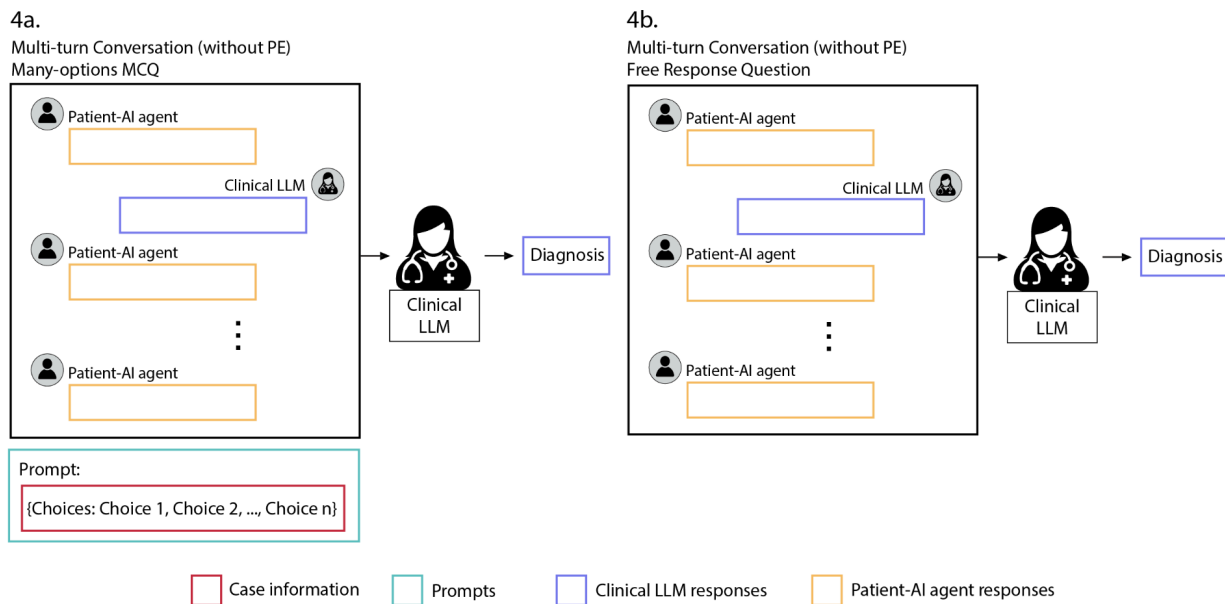 4a.
Multi-turn Conversation (without PE)
Many-options MCQ
Patient-AI agent
Clinical LLM
Patient-AI agent
Patient-AI agent
Clinical
LLM
Diagnosis
Prompt:
{Choices: Choice 1, Choice 2, ..., Choice n}
4b.
Multi-turn Conversation (without PE)
Free Response Question
Patient-AI agent
Clinical LLM
Patient-AI agent
Patient-AI agent
Clinical
LLM
Diagnosis
Case information
Prompts
Clinical LLM responses
Patient-AI agent responses